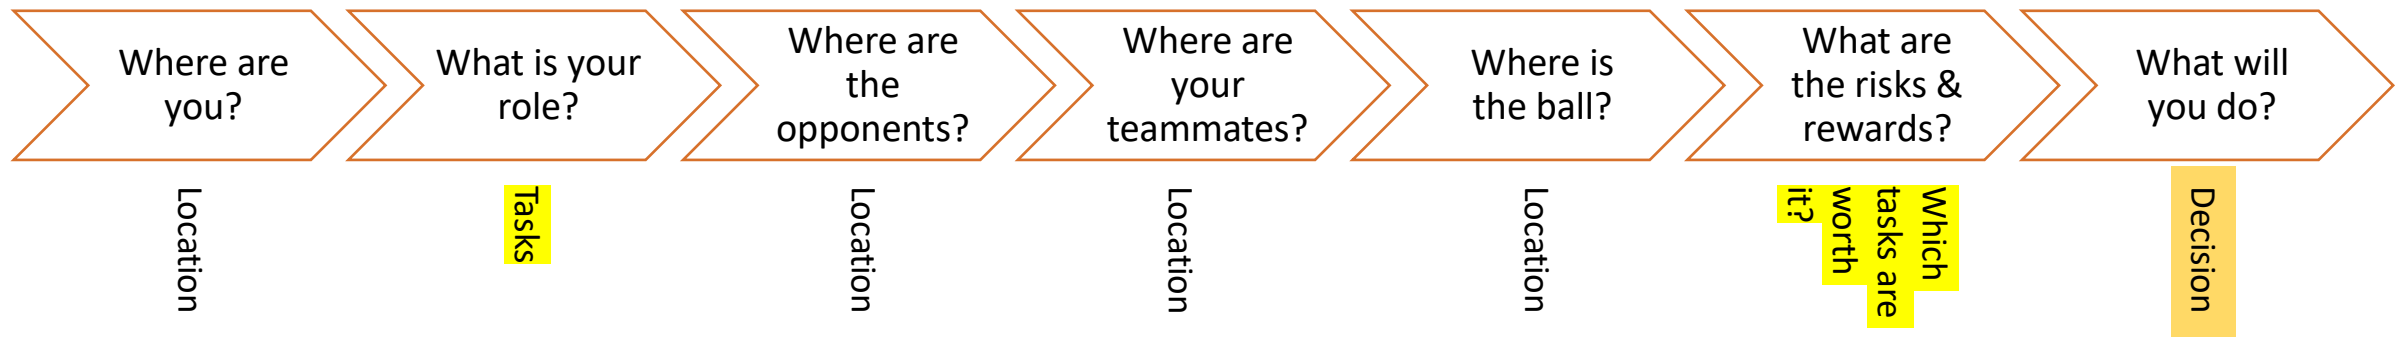 Where are
you?
What is your
role?
Where are
the
opponents?
Where are
your
teammates?
Where is
the ball?
What are
the risks &
rewards?
What will
you do?
Location
Tasks
Location
Location
Location
Which
tasks are
worth
it?
Decision